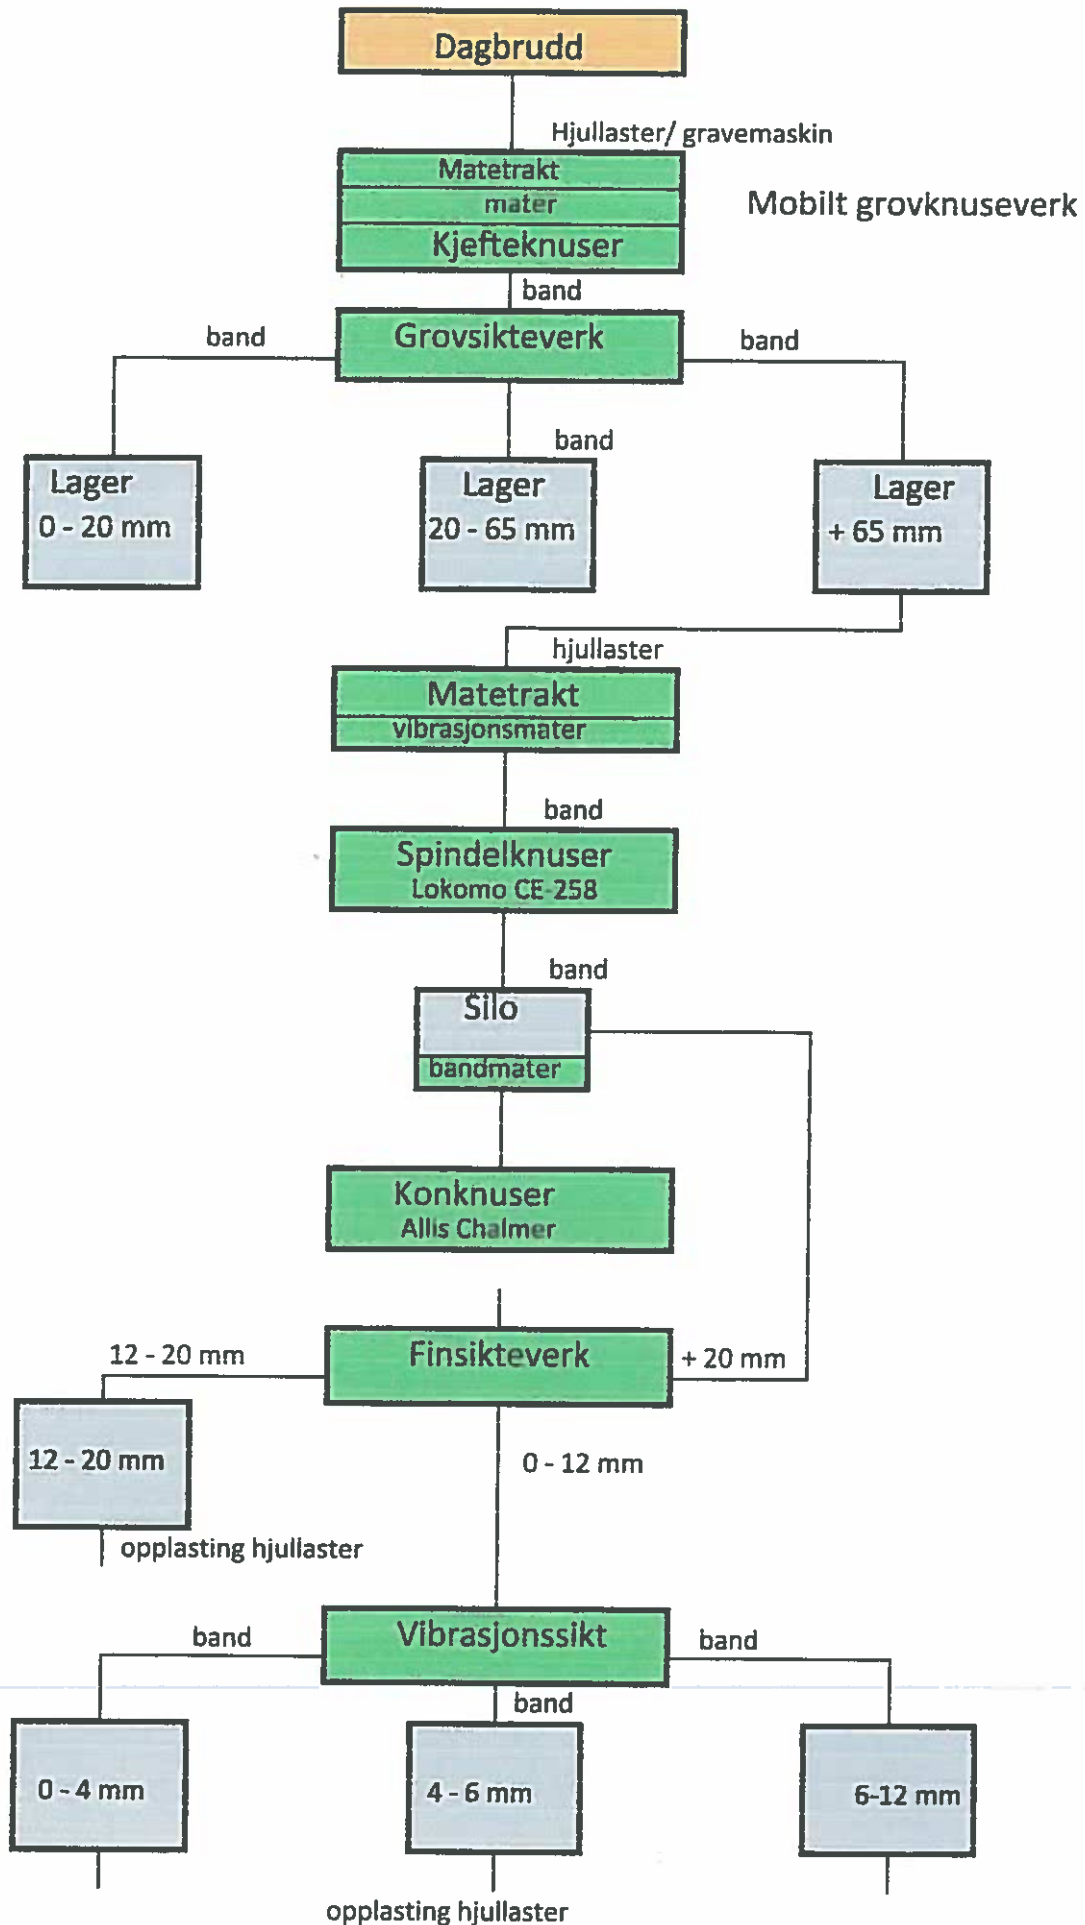 Dagbrudd
Hjullaster/ gravemaskin
Matetrakt
mater
Kjefteknuser
Mobilt grovknuseverk
band
Grovsikteverk
band
band
band
Lager
0 - 20 mm
Lager
20 - 65 mm
Lager
+ 65 mm
hjullaster
Matetrakt
vibrasjonsmater
band
Spindelknuser
Lokomo CE-258
band
Silo
bandmater
Konknuser
Allis Chalmer
Finsikteverk
12 - 20 mm
+ 20 mm
12 - 20 mm
0 - 12 mm
opplasting hjullaster
Vibrasjonssikt
band
band
band
0 - 4 mm
4 - 6 mm
6-12 mm
opplasting hjullaster